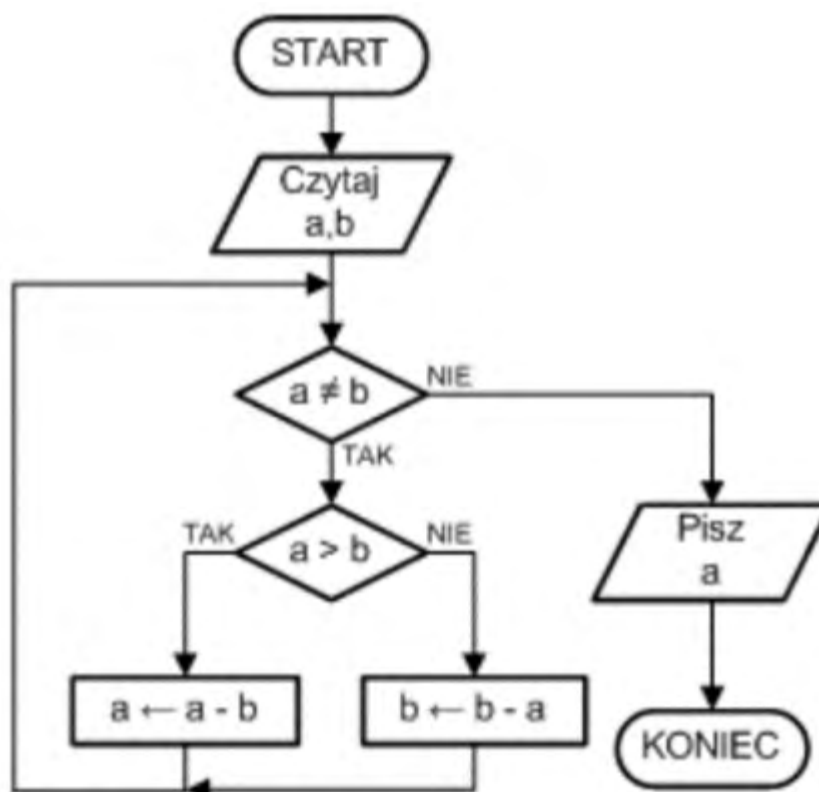 START
Czytaj
a,b
a ≠ b
NIE
TAK
a > b
TAK
NIE
Pisz
a
a ← a - b
b ← b - a
KONIEC